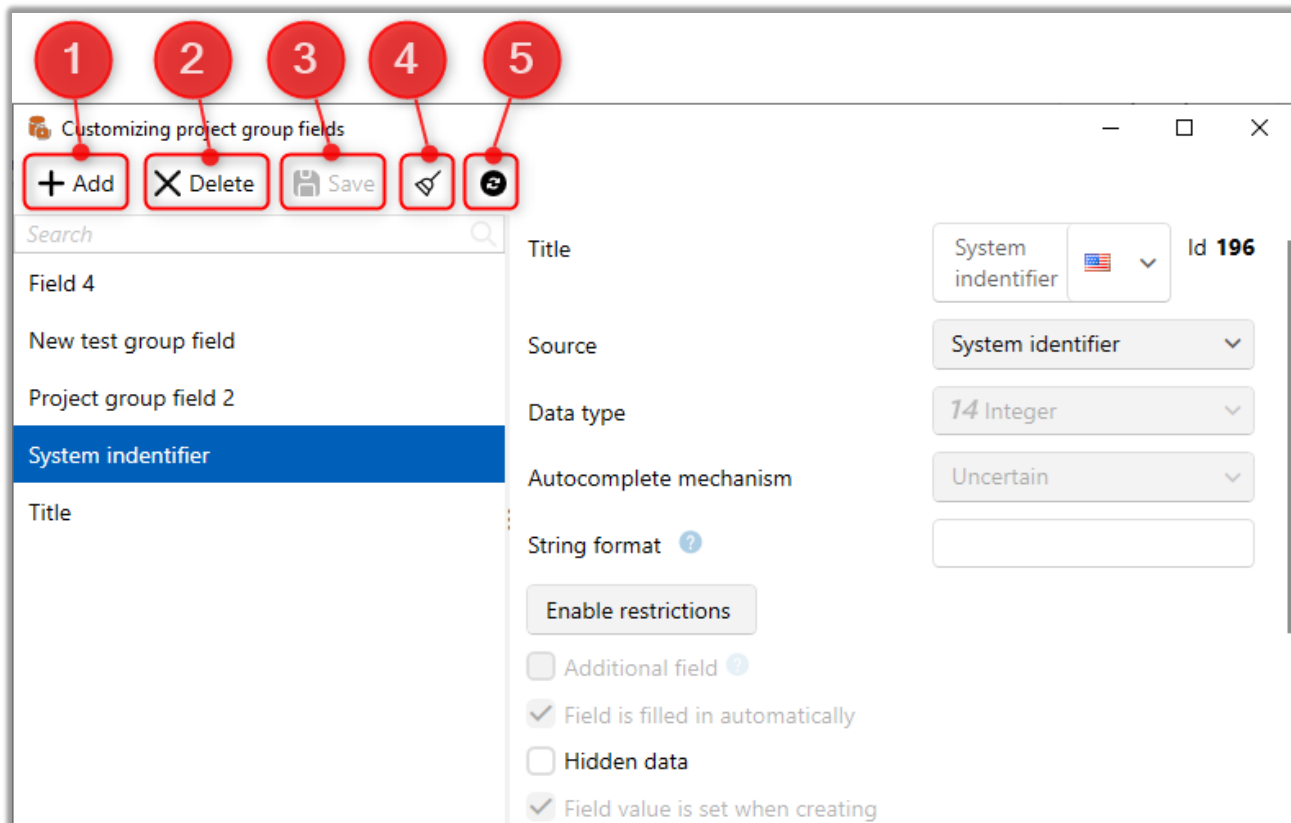 1 2 3 4 5
Customizing project group fields
Add Delete Save
Search
Field 4
New test group field
Project group field 2
System indentifier
Title
Title System indentifier Id 196
Source System identifier
Data type 14 Integer
Autocomplete mechanism Uncertain
String format ?
Enable restrictions
Additional field ?
Field is filled in automatically
Hidden data
Field value is set when creating